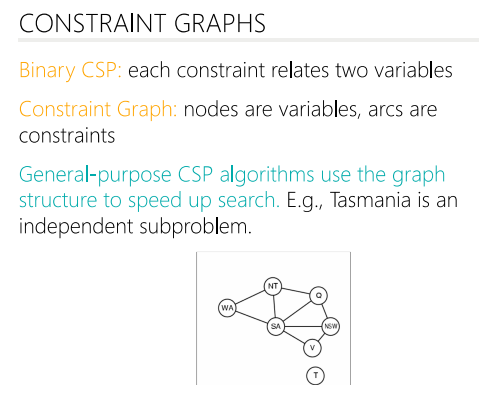 CONSTRAINT GRAPHS
Binary CSP: each constraint relates two variables
Constraint Graph: nodes are variables, arcs are
constraints
General-purpose CSP algorithms use the graph
structure to speed up search. E.g., Tasmania is an
independent subproblem.
NT
Q
WA
SA
NSW
V
T